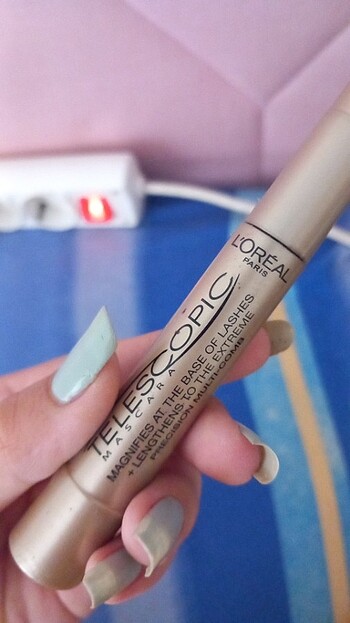 L'ORÉAL
PARIS
TELESCOPIC
MASCARA
MAGNIFIES AT THE BASE OF LASHES
+ LENGTHENS TO THE EXTREME
PRECISION MULTI-COMB